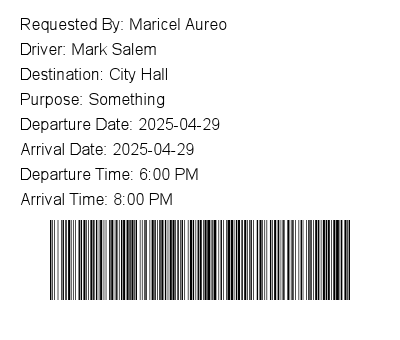 Requested By: Maricel Aureo
Driver: Mark Salem
Destination: City Hall
Purpose: Something
Departure Date: 2025-04-29
Arrival Date: 2025-04-29
Departure Time: 6:00 PM
Arrival Time: 8:00 PM